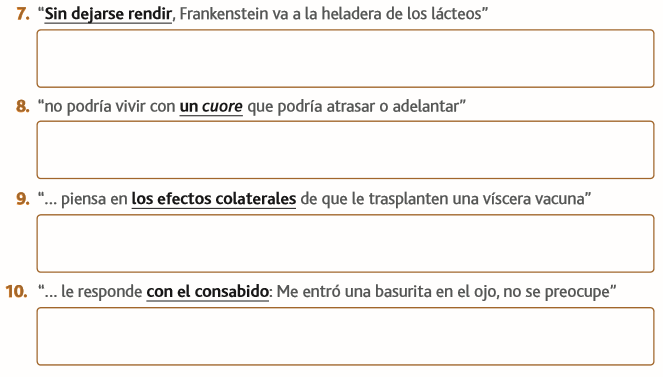 7. “Sin dejarse rendir, Frankenstein va a la heladera de los lácteos”
8. “no podría vivir con un cuore que podría atrasar o adelantar”
9. “... piensa en los efectos colaterales de que le trasplanten una víscera vacuna”
10. “... le responde con el consabido: Me entró una basurita en el ojo, no se preocupe”